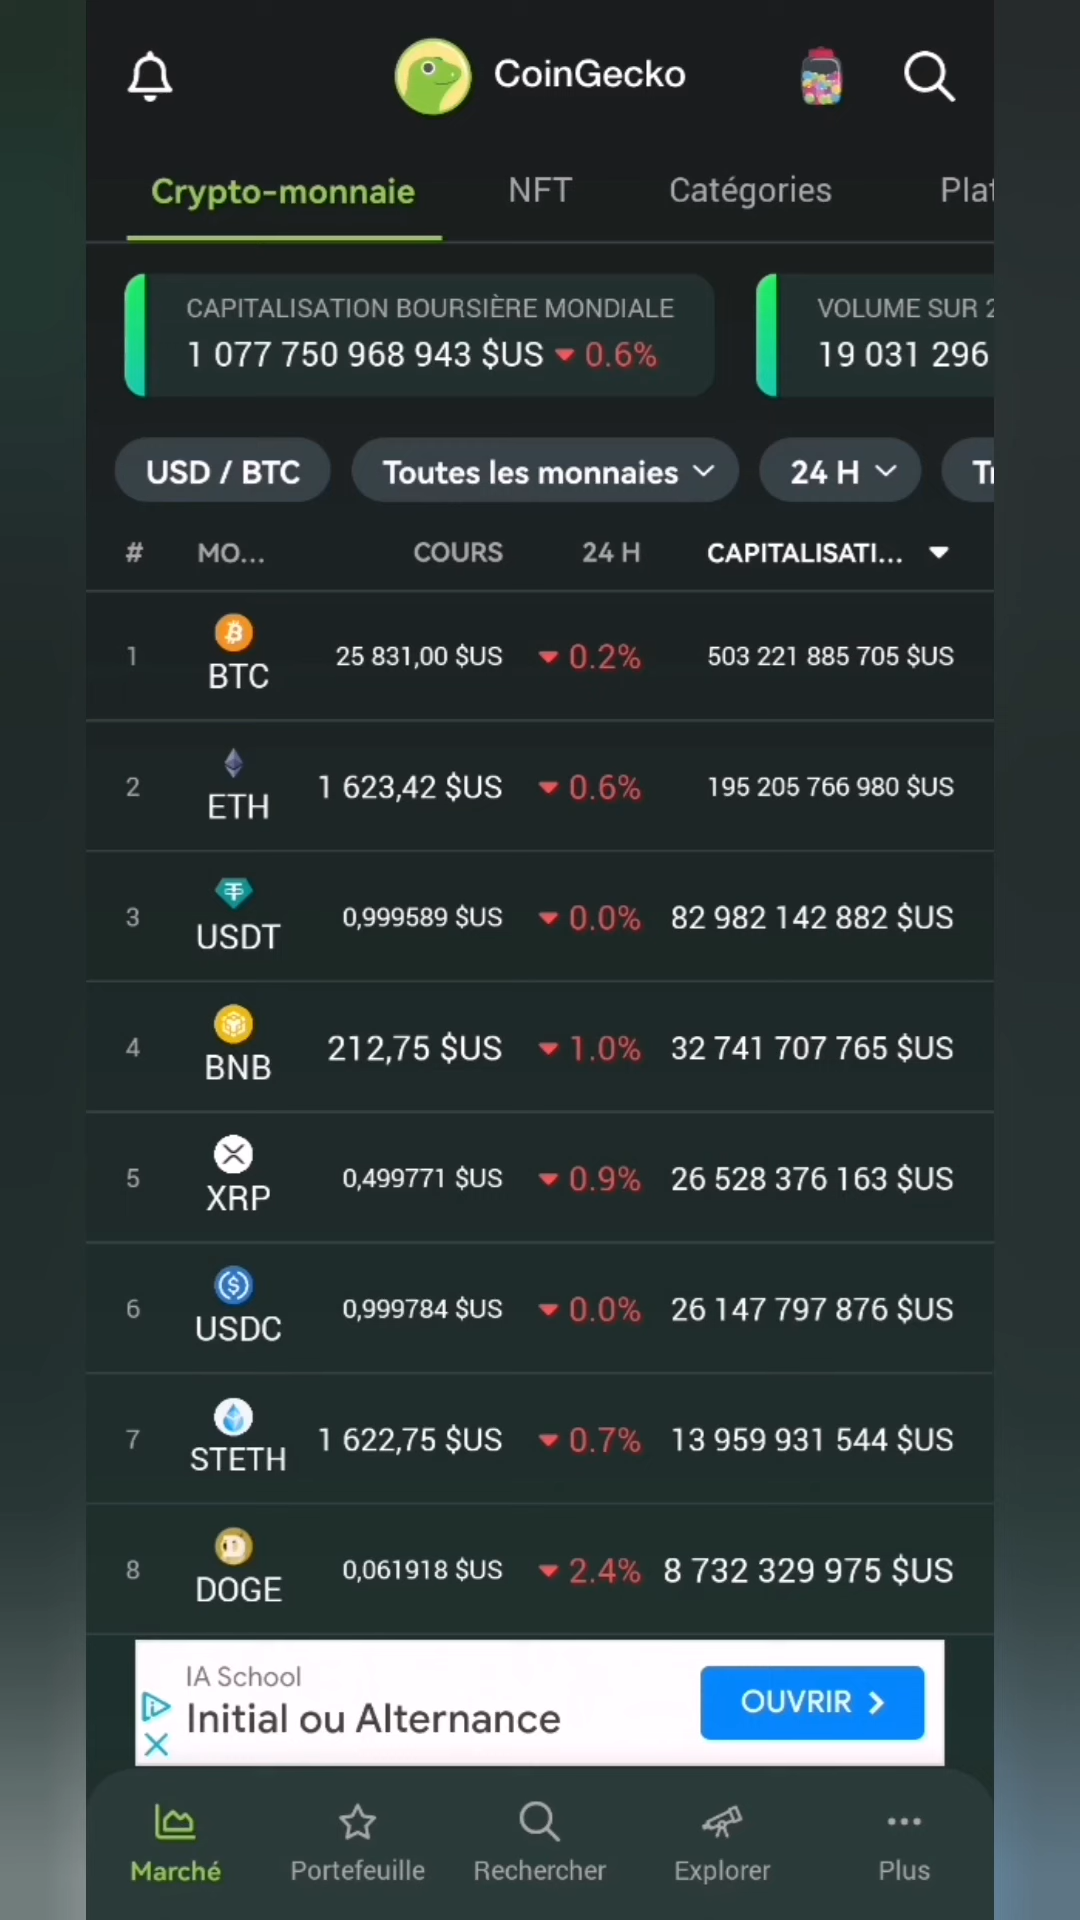 CoinGecko
Crypto-monnaie NFT Catégories Plat
CAPITALISATION BOURSIÈRE MONDIALE
1 077 750 968 943 $US ▼ 0.6%
VOLUME SUR 2
19 031 296
USD / BTC Toutes les monnaies 24 H Tr
# MO... COURS 24 H CAPITALISATI... ▼
1 BTC 25 831,00 $US ▼ 0.2% 503 221 885 705 $US
2 ETH 1 623,42 $US ▼ 0.6% 195 205 766 980 $US
3 USDT 0,999589 $US ▼ 0.0% 82 982 142 882 $US
4 BNB 212,75 $US ▼ 1.0% 32 741 707 765 $US
5 XRP 0,499771 $US ▼ 0.9% 26 528 376 163 $US
6 USDC 0,999784 $US ▼ 0.0% 26 147 797 876 $US
7 STETH 1 622,75 $US ▼ 0.7% 13 959 931 544 $US
8 DOGE 0,061918 $US ▼ 2.4% 8 732 329 975 $US
IA School
Initial ou Alternance
OUVRIR
Marché Portefeuille Rechercher Explorer Plus